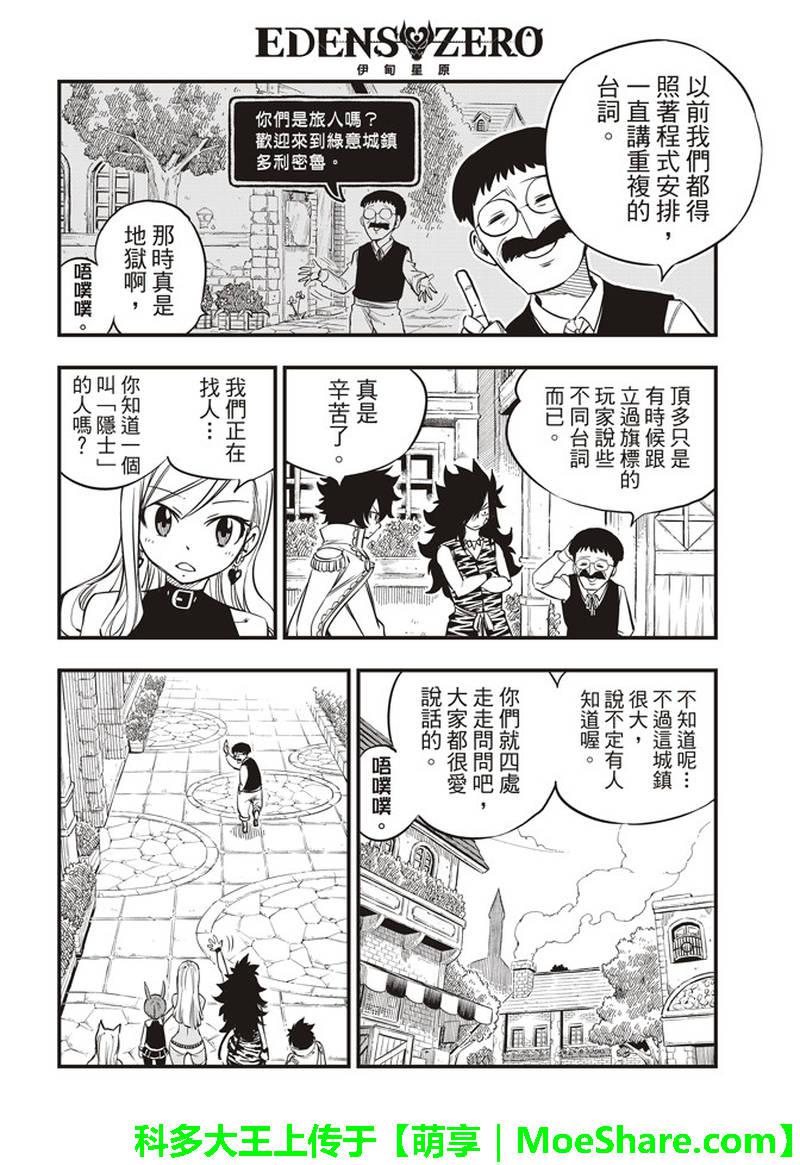 EDENS ZERO
伊甸星原
以前我們都得
照著程式安排，
一直講重複的
台詞。
你們是旅人嗎？
歡迎來到綠意城鎮
多利密魯。
那時真是
地獄啊，
唔噗噗。
頂多只是
有時候跟
立過旗標的
玩家說些
不同台詞
而已。
真是
辛苦了。
我們正在
找人…
你知道一個
叫「隱士」
的人嗎？
不知道呢…
不過這城鎮
很大，
說不定有人
知道喔。
你們就四處
走走問問吧，
大家都很愛
說話的。
唔噗噗。
科多大王上传于【萌享｜MoeShare.com】